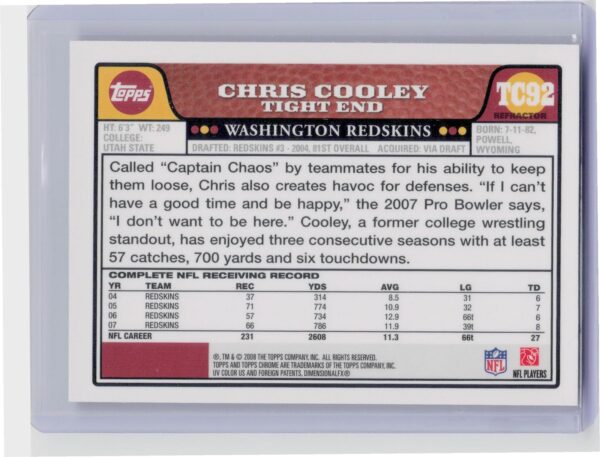 Topps
CHRIS COOLEY
TIGHT END
TC92
REFRACTOR
WASHINGTON REDSKINS
HT: 6'3" WT: 249
COLLEGE:
UTAH STATE
DRAFTED: REDSKINS #3 - 2004, 81ST OVERALL ACQUIRED: VIA DRAFT
BORN: 7-11-82,
POWELL,
WYOMING
Called “Captain Chaos” by teammates for his ability to keep
them loose, Chris also creates havoc for defenses. “If I can’t
have a good time and be happy,” the 2007 Pro Bowler says,
“I don’t want to be here.” Cooley, a former college wrestling
standout, has enjoyed three consecutive seasons with at least
57 catches, 700 yards and six touchdowns.
COMPLETE NFL RECEIVING RECORD
YR TEAM REC YDS AVG LG TD
04 REDSKINS 37 314 8.5 31 6
05 REDSKINS 71 774 10.9 32 7
06 REDSKINS 57 734 12.9 66t 6
07 REDSKINS 66 786 11.9 39t 8
NFL CAREER 231 2608 11.3 66t 27
®, TM & © 2008 THE TOPPS COMPANY, INC. ALL RIGHTS RESERVED.
TOPPS AND TOPPS CHROME ARE TRADEMARKS OF THE TOPPS COMPANY, INC.
UV COLOR US AND FOREIGN PATENTS, DIMENSIONALFX®
NFL
NFL PLAYERS